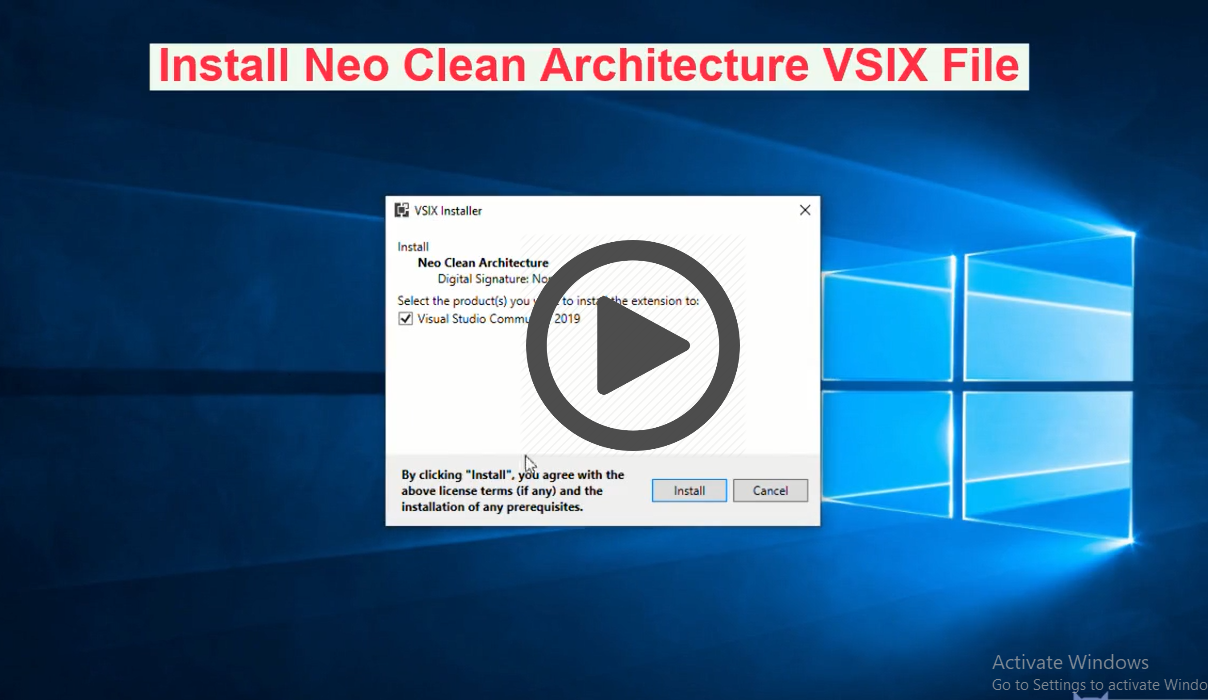 Install Neo Clean Architecture VSIX File
VSIX Installer
Install
Neo Clean Architecture
Digital Signature:
Select the product(s) you to the extension to:
Visual Studio 2019
By clicking "Install", you agree with the
above license terms (if any) and the
installation of any prerequisites.
Install
Cancel
Activate Windows
Go to Settings to activate